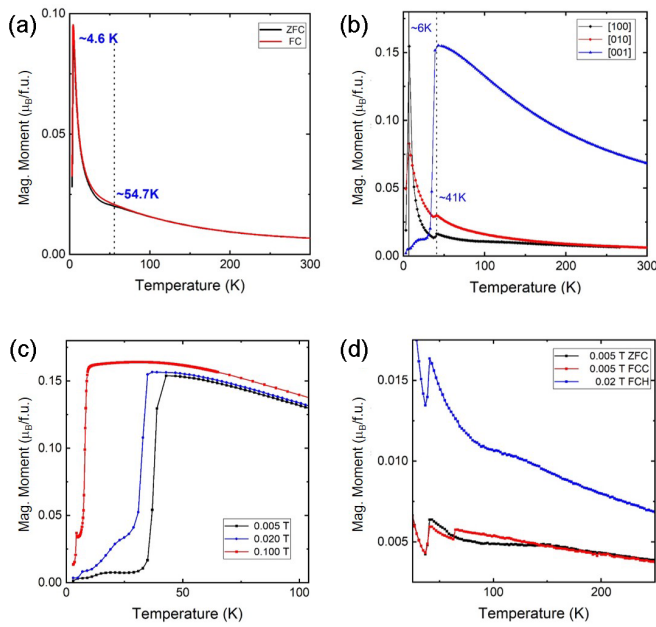 (a)
Mag. Moment (μB/f.u.)
0.10
0.05
0.00
~4.6 K
~54.7K
ZFC
FC
0 100 200 300
Temperature (K)
(b)
Mag. Moment (μB/f.u.)
0.15
0.10
0.05
0.00
~6K
~41K
[100]
[010]
[001]
0 100 200 300
Temperature (K)
(c)
Mag. Moment (μB/f.u.)
0.15
0.10
0.05
0.00
0.005 T
0.020 T
0.100 T
0 50 100
Temperature (K)
(d)
Mag. Moment (μB/f.u.)
0.015
0.010
0.005
0.005 T ZFC
0.005 T FCC
0.02 T FCH
100 200
Temperature (K)